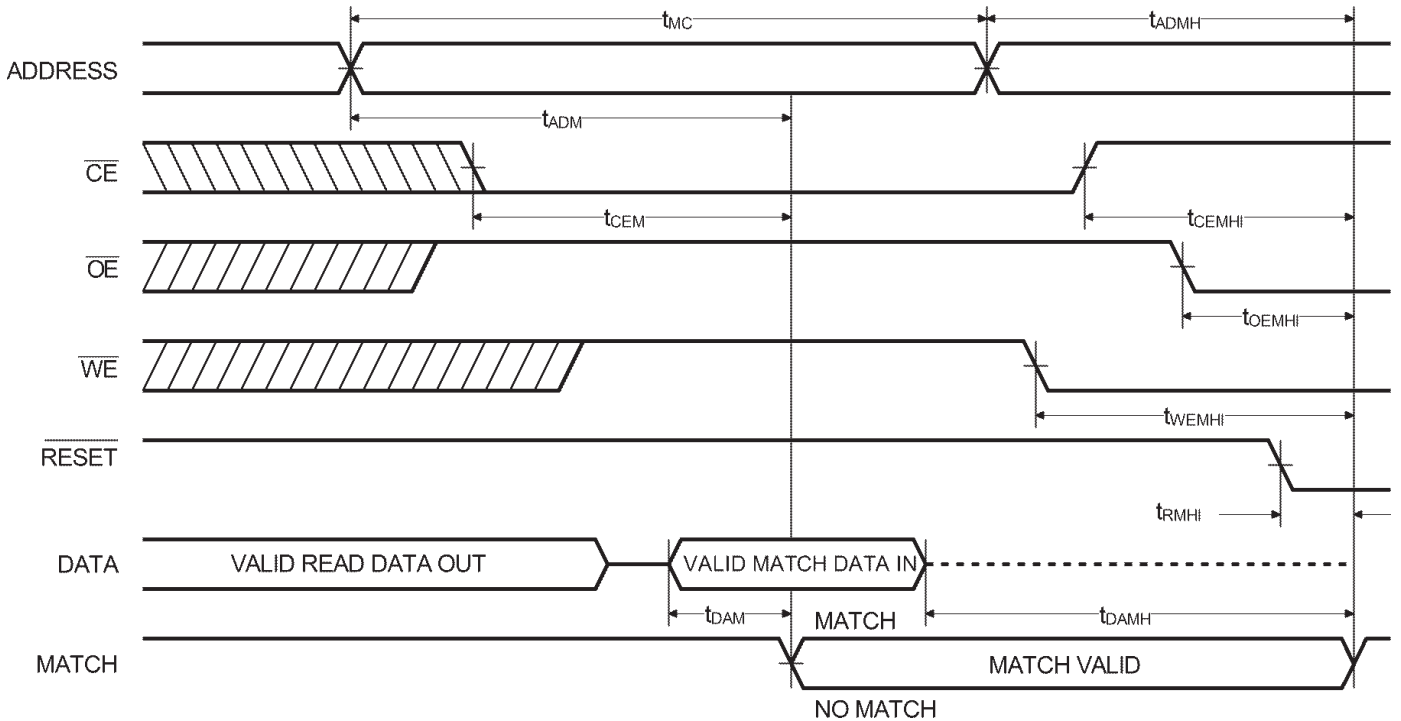 tMC
tADMH
ADDRESS
tADM
CE
tCEM
tCEMHI
OE
tOEMHI
WE
tWEMHI
RESET
tRMHI
DATA
VALID READ DATA OUT
VALID MATCH DATA IN
tDAM
MATCH
tDAMH
MATCH
MATCH VALID
NO MATCH